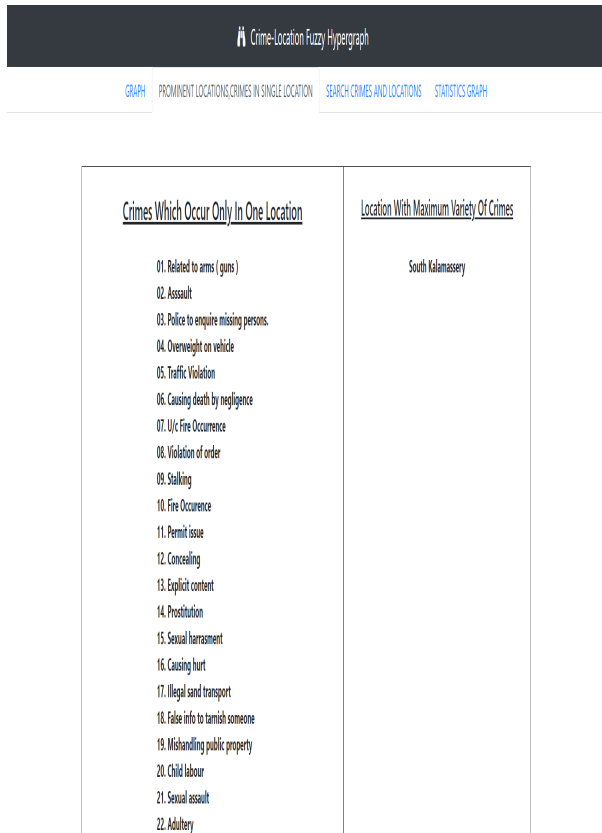 Crime-Location Fuzzy Hypergraph
GRAPH PROMINENT LOCATIONS,CRIMES IN SINGLE LOCATION SEARCH CRIMES AND LOCATIONS STATISTICS GRAPH
Crimes Which Occur Only In One Location
01. Related to arms ( guns )
02. Asssault
03. Police to enquire missing persons.
04. Overweight on vehicle
05. Traffic Violation
06. Causing death by negligence
07. U/c Fire Occurrence
08. Violation of order
09. Stalking
10. Fire Occurence
11. Permit issue
12. Concealing
13. Explicit content
14. Prostitution
15. Sexual harrasment
16. Causing hurt
17. Illegal sand transport
18. False info to tarnish someone
19. Mishandling public property
20. Child labour
21. Sexual assault
22. Adultery
Location With Maximum Variety Of Crimes
South Kalamassery